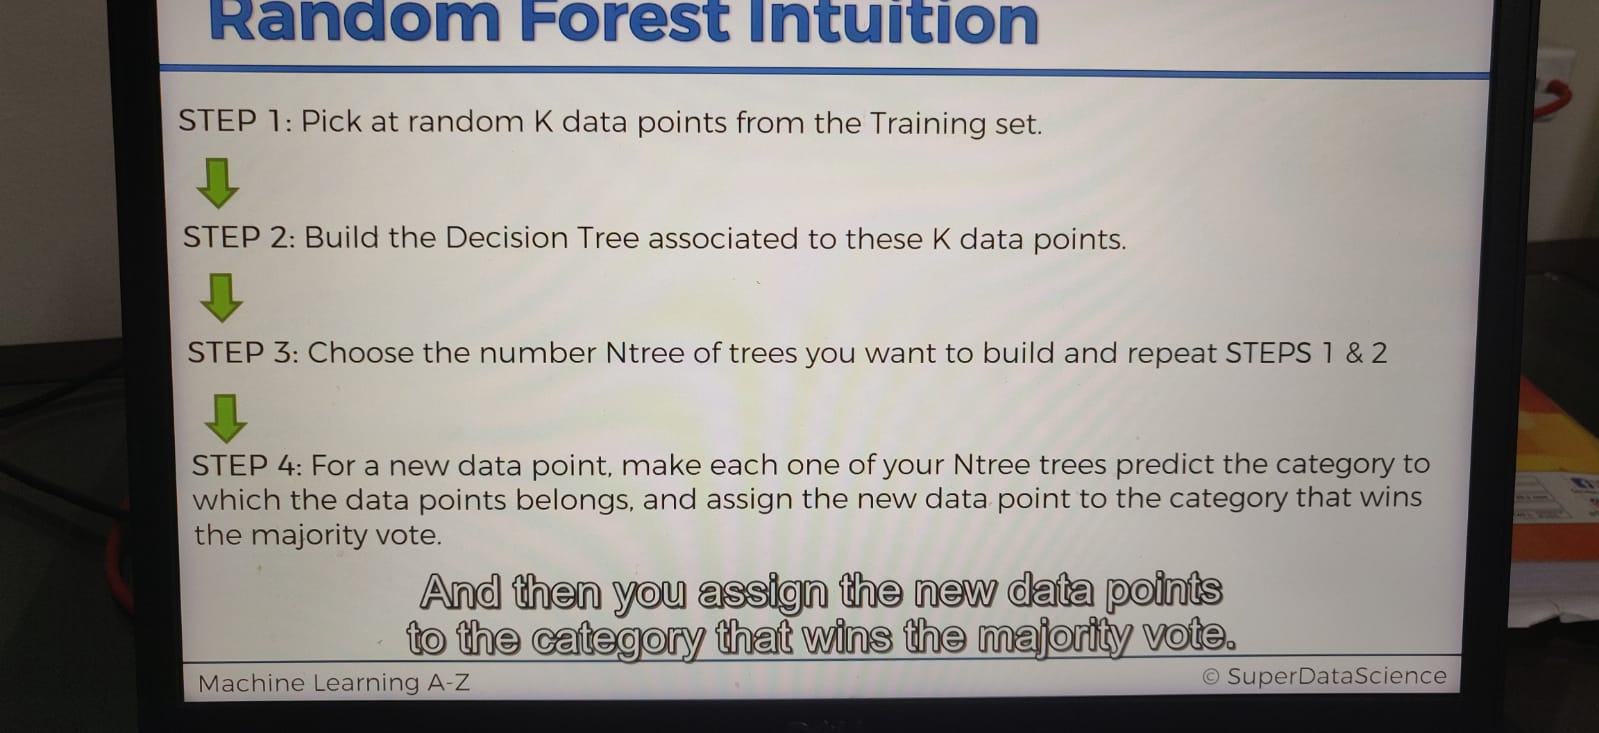 Random Forest Intuition
STEP 1: Pick at random K data points from the Training set.
STEP 2: Build the Decision Tree associated to these K data points.
STEP 3: Choose the number Ntree of trees you want to build and repeat STEPS 1 & 2
STEP 4: For a new data point, make each one of your Ntree trees predict the category to
which the data points belongs, and assign the new data point to the category that wins
the majority vote.
And then you assign the new data points
to the category that wins the majority vote.
Machine Learning A-Z
© SuperDataScience